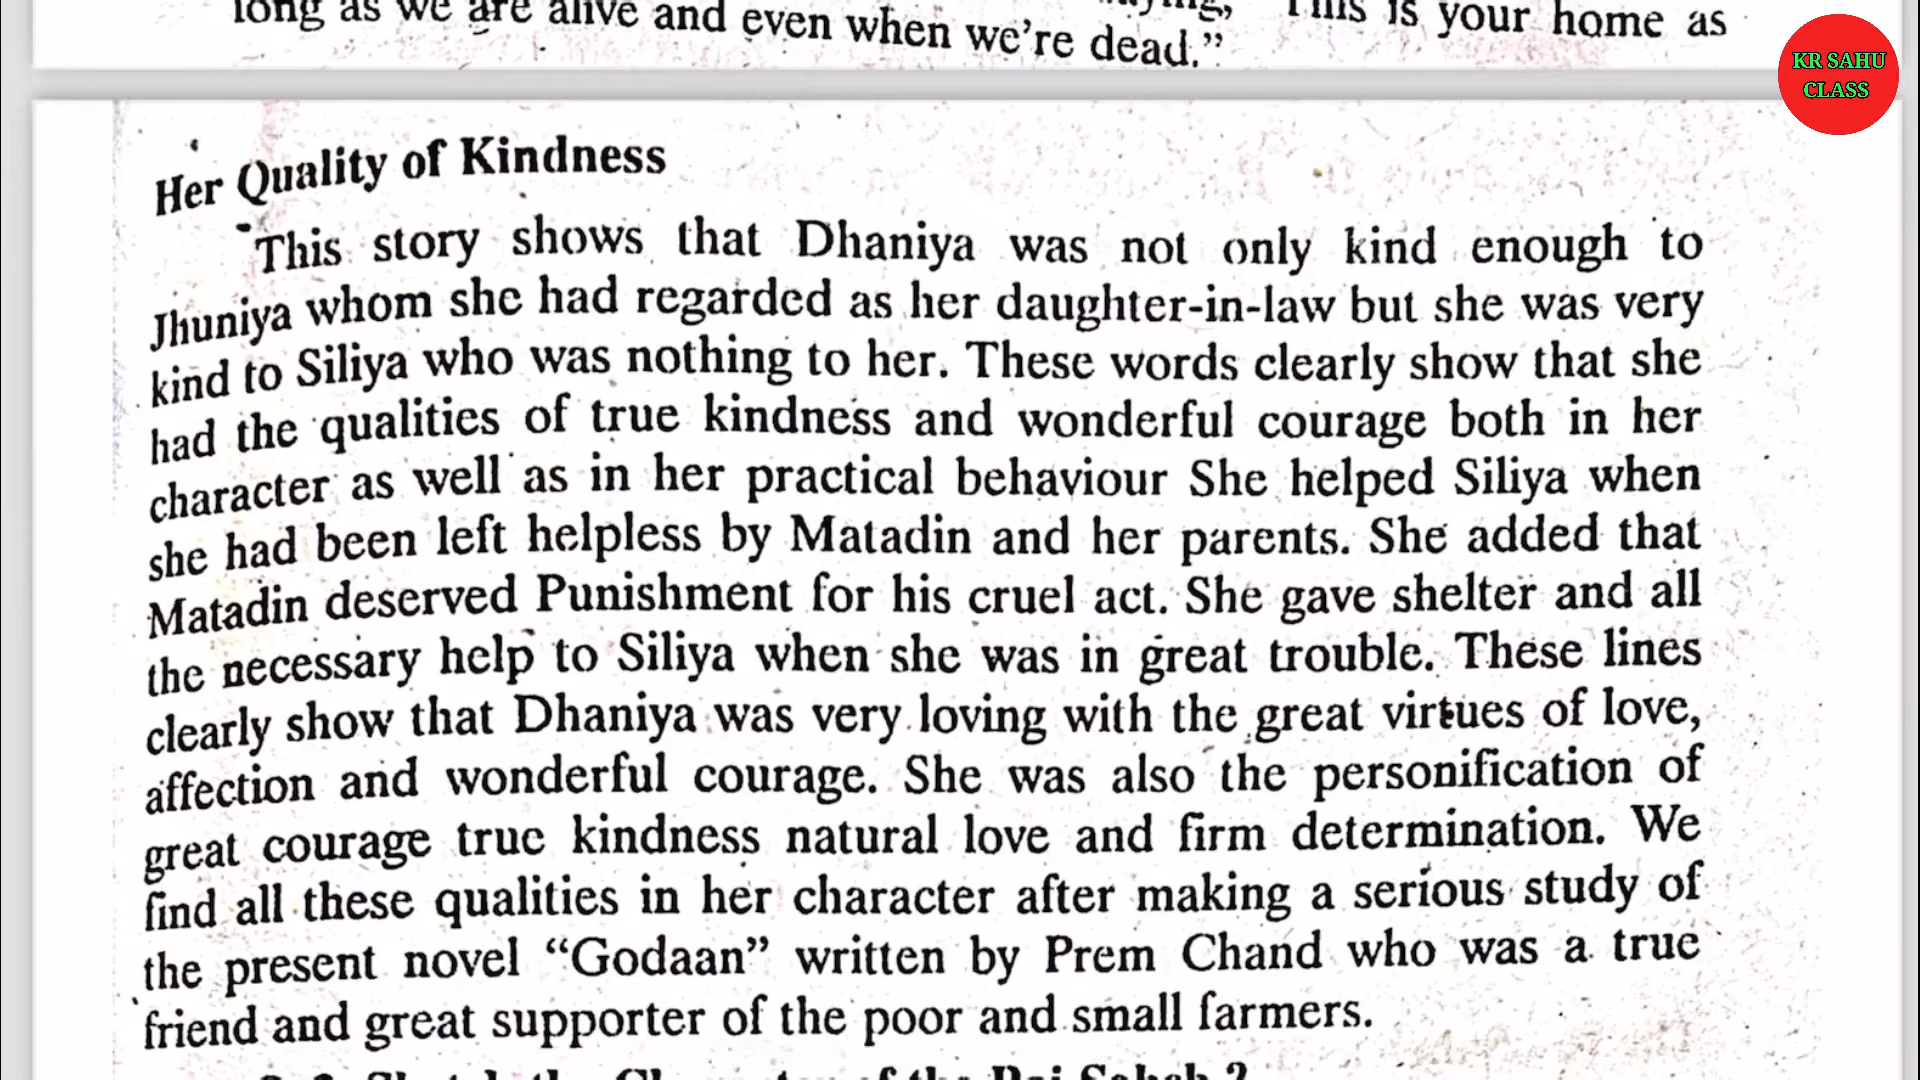 long as we are alive and even when we're dead." This is your home as
KR SAHU
CLASS
Her Quality of Kindness
This story shows that Dhaniya was not only kind enough to
Jhuniya whom she had regarded as her daughter-in-law but she was very
kind to Siliya who was nothing to her. These words clearly show that she
had the qualities of true kindness and wonderful courage both in her
character as well as in her practical behaviour She helped Siliya when
she had been left helpless by Matadin and her parents. She added that
Matadin deserved Punishment for his cruel act. She gave shelter and all
the necessary help to Siliya when she was in great trouble. These lines
clearly show that Dhaniya was very loving with the great virtues of love,
affection and wonderful courage. She was also the personification of
great courage true kindness natural love and firm determination. We
find all these qualities in her character after making a serious study of
the present novel "Godaan" written by Prem Chand who was a true
friend and great supporter of the poor and small farmers.